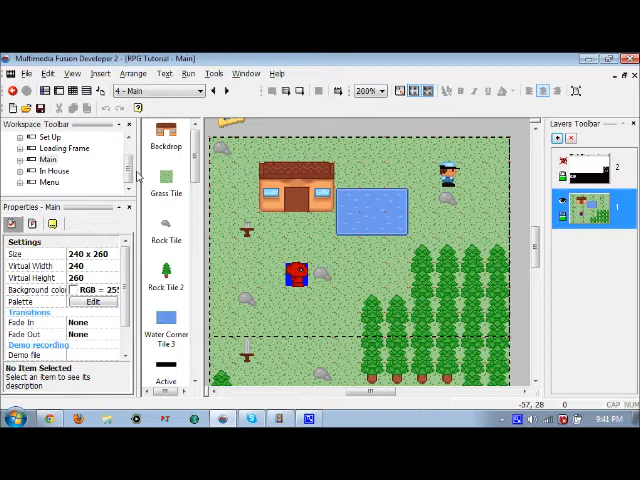 Multimedia Fusion Developer 2 - [RPG Tutorial - Main]
File Edit View Insert Arrange Text Run Tools Window Help
4 - Main
200%
Workspace Toolbar
Set Up
Loading Frame
Main
In House
Menu
Properties - Main
Settings
Size 240 x 260
Virtual Width 240
Virtual Height 260
Background color RGB = 255
Palette Edit
Transitions
Fade In None
Fade Out None
Demo recording
Demo file
No Item Selected
Select an item to see its
description
Backdrop
Grass Tile
Rock Tile
Rock Tile 2
Water Corner
Tile 3
Active
Layers Toolbar
2
1
-57, 28
0
CAP NUM
9:41 PM